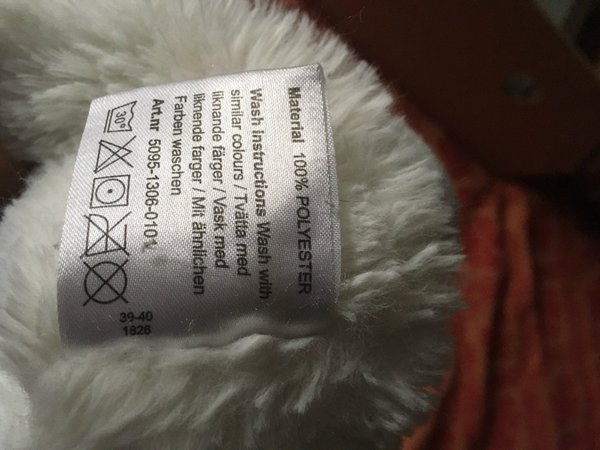 Material 100% POLYESTER
Wash instructions Wash with
similar colours / Tvätta med
liknande färger / Vask med
liknende farger / Mit ähnlichen
Farben waschen
Art.nr 5095-1306-0101
30°
39-40
1826